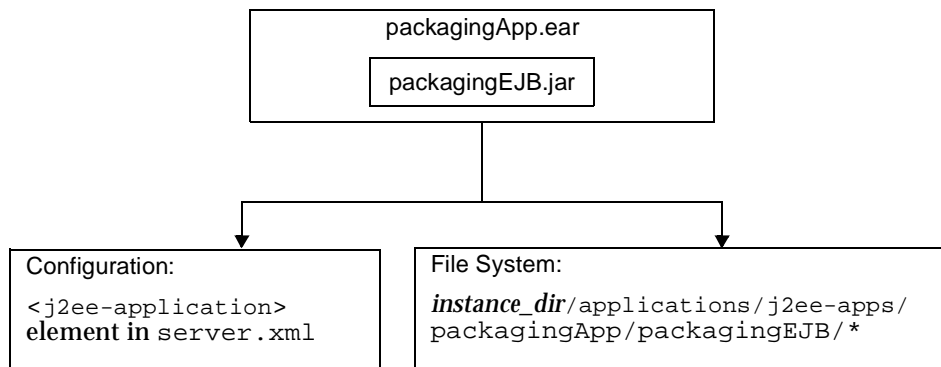 packagingApp.ear
packagingEJB.jar
Configuration:
<j2ee-application>
element in server.xml
File System:
instance_dir/applications/j2ee-apps/
packagingApp/packagingEJB/*